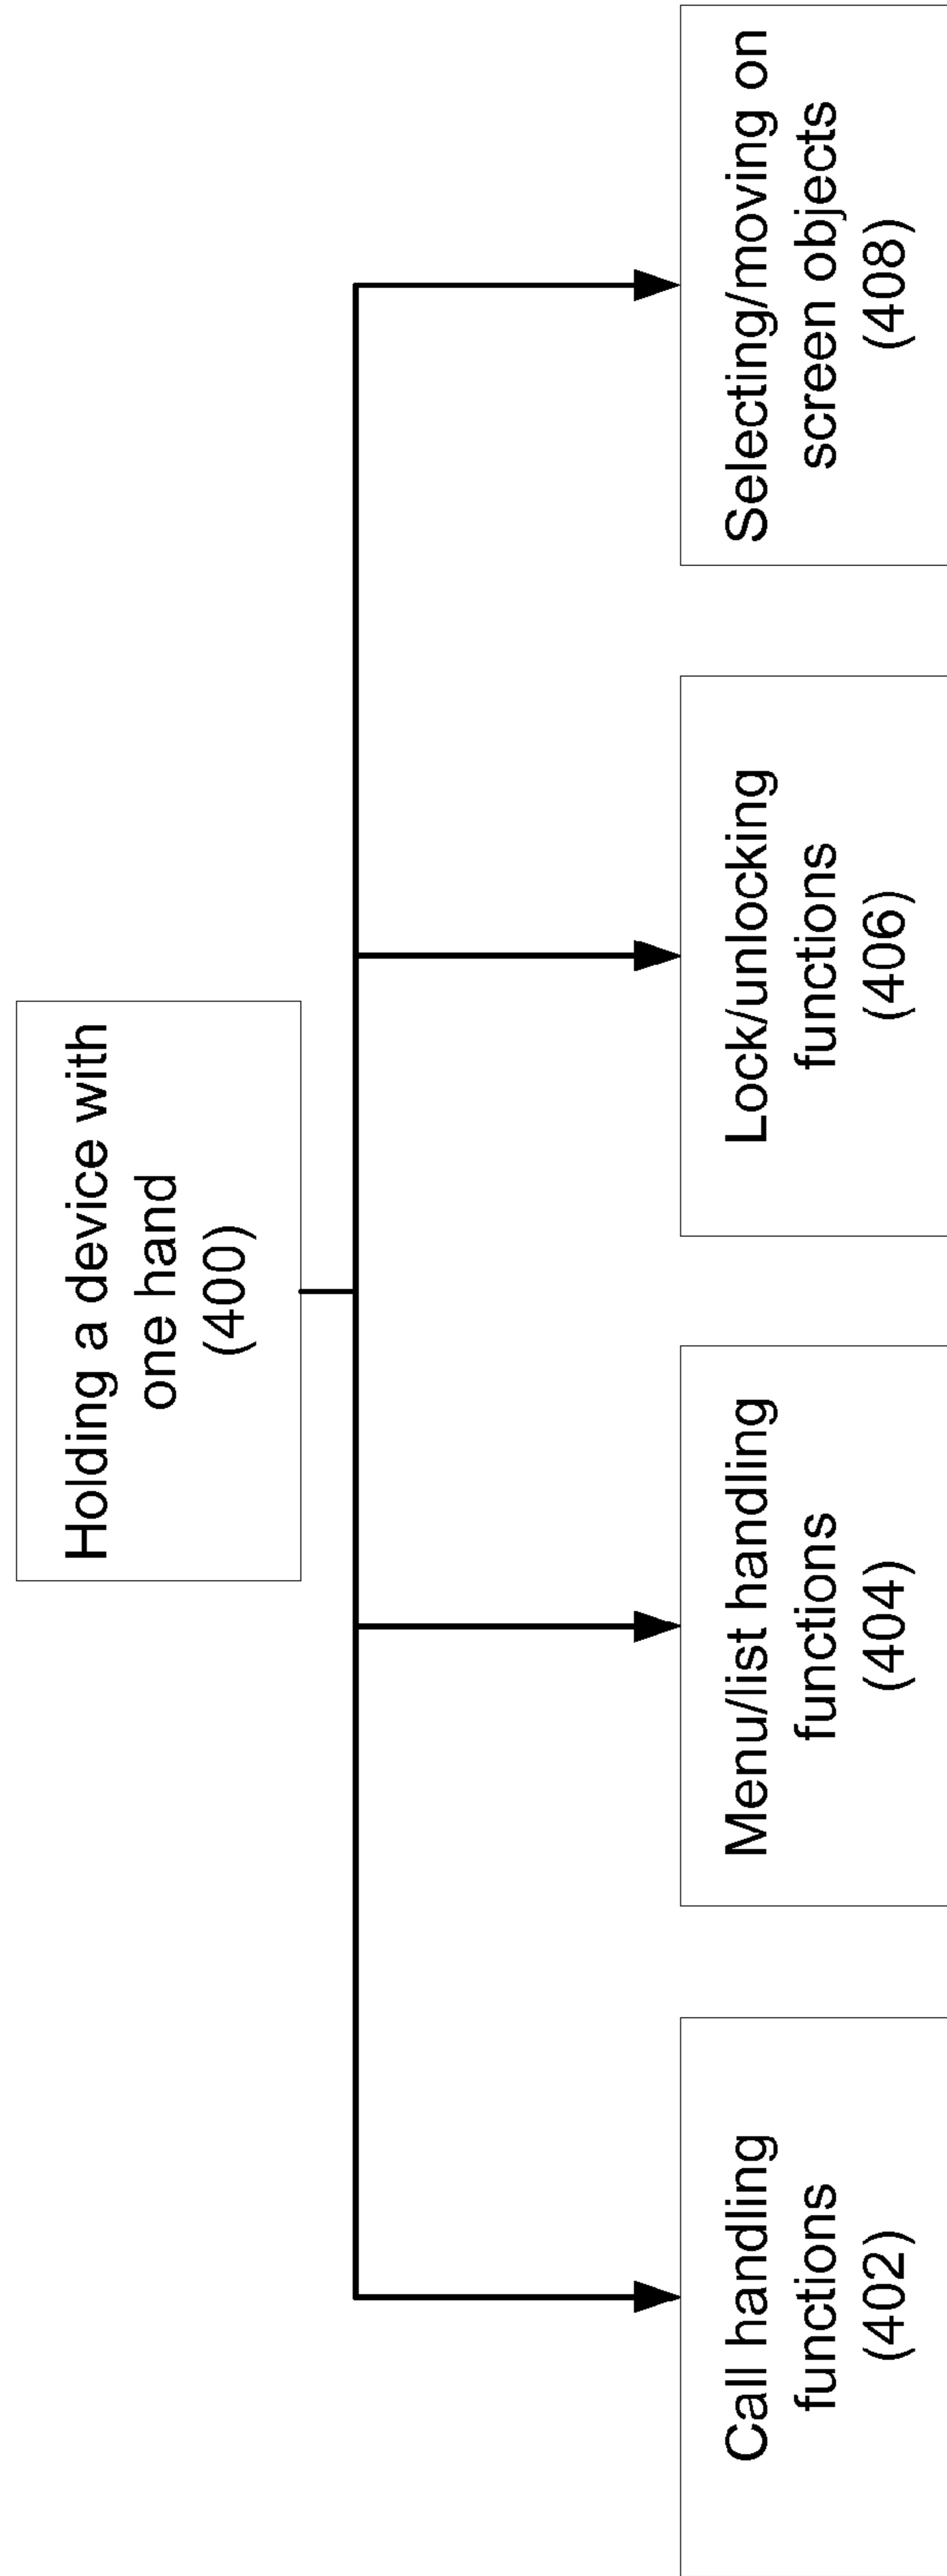 Holding a device with
one hand
(400)
Call handling
functions
(402)
Menu/list handling
functions
(404)
Lock/unlocking
functions
(406)
Selecting/moving on
screen objects
(408)